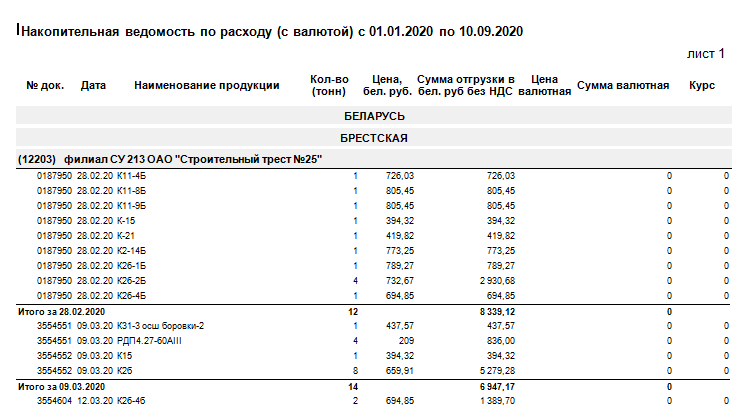 Накопительная ведомость по расходу (с валютой) с 01.01.2020 по 10.09.2020
лист 1
№ док. Дата Наименование продукции Кол-во (тонн) Цена, бел. руб. Сумма отгрузки в бел. руб без НДС Цена валютная Сумма валютная Курс
БЕЛАРУСЬ
БРЕСТСКАЯ
(12203) филиал СУ 213 ОАО "Строительный трест №25"
0187950 28.02.20 К11-4Б 1 726,03 726,03 0 0
0187950 28.02.20 К11-8Б 1 805,45 805,45 0 0
0187950 28.02.20 К11-9Б 1 805,45 805,45 0 0
0187950 28.02.20 К-15 1 394,32 394,32 0 0
0187950 28.02.20 К-21 1 419,82 419,82 0 0
0187950 28.02.20 К2-14Б 1 773,25 773,25 0 0
0187950 28.02.20 К26-1Б 1 789,27 789,27 0 0
0187950 28.02.20 К26-2Б 4 732,67 2 930,68 0 0
0187950 28.02.20 К26-4Б 1 694,85 694,85 0 0
Итого за 28.02.2020 12 8 339,12 0
3554551 09.03.20 К31-3 осш боровки-2 1 437,57 437,57 0 0
3554551 09.03.20 РДП4.27-60АIII 4 209 836,00 0 0
3554552 09.03.20 К15 1 394,32 394,32 0 0
3554552 09.03.20 К26 8 659,91 5 279,28 0 0
Итого за 09.03.2020 14 6 947,17 0
3554604 12.03.20 К26-4б 2 694,85 1 389,70 0 0